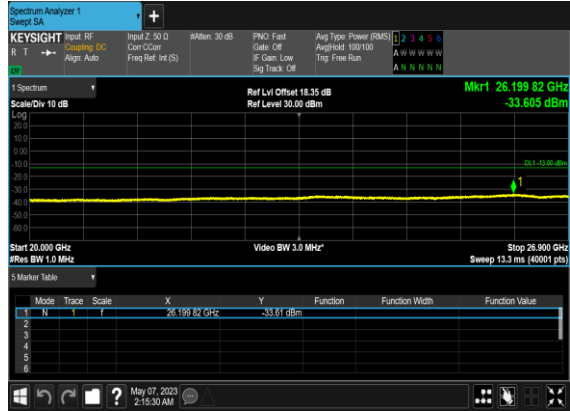 Spectrum Analyzer 1
Swept SA
+
KEYSIGHT Input: RF Input Z: 50 Ω #Atten: 30 dB PNO: Fast Avg Type: Power (RMS) 1 2 3 4 5 6
R T Coupling: DC Corr CCorr Gate: Off Avg|Hold: 100/100 A W W W W W
Align: Auto Freq Ref: Int (S) IF Gain: Low Trig: Free Run
LV Sig Track: Off A N N N N N
1 Spectrum Ref Lvl Offset 18.35 dB Mkr1 26.199 82 GHz
Scale/Div 10 dB Ref Level 30.00 dBm -33.605 dBm
Log
20.0
10.0
0.00
-10.0 DL1 -13.00 dBm
-20.0 1
-30.0
-40.0
-50.0
-60.0
Start 20.000 GHz Video BW 3.0 MHz* Stop 26.900 GHz
#Res BW 1.0 MHz Sweep 13.3 ms (40001 pts)
5 Marker Table
Mode Trace Scale X Y Function Function Width Function Value
1 N 1 f 26.199 82 GHz -33.61 dBm
2
3
4
5
6
? May 07, 2023
2:15:30 AM